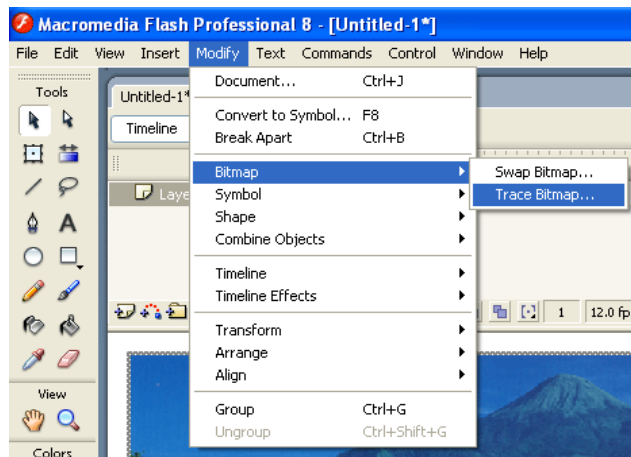 Macromedia Flash Professional 8 - [Untitled-1*]
File Edit View Insert Modify Text Commands Control Window Help
Tools
Untitled-1*
Timeline
Document... Ctrl+J
Convert to Symbol... F8
Break Apart Ctrl+B
Bitmap
Swap Bitmap...
Trace Bitmap...
Symbol
Shape
Combine Objects
Timeline
Timeline Effects
1 12.0 fp
Transform
Arrange
Align
View
Group Ctrl+G
Ungroup Ctrl+Shift+G
Colors